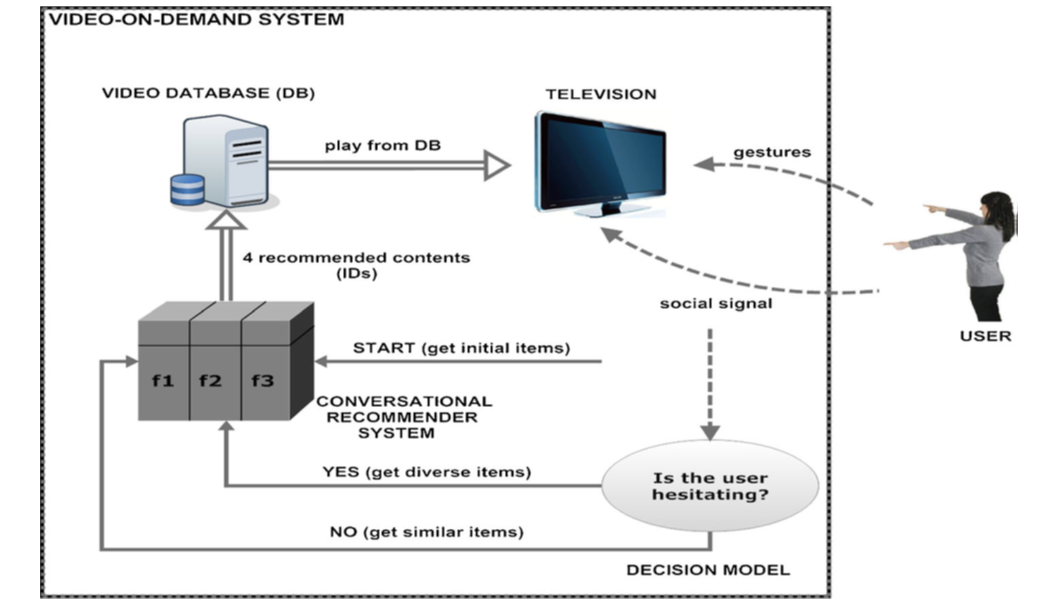 VIDEO-ON-DEMAND SYSTEM
VIDEO DATABASE (DB)
TELEVISION
play from DB
gestures
4 recommended contents
(IDs)
social signal
USER
START (get initial items)
f1 f2 f3
CONVERSATIONAL
RECOMMENDER
SYSTEM
YES (get diverse items)
Is the user
hesitating?
NO (get similar items)
DECISION MODEL